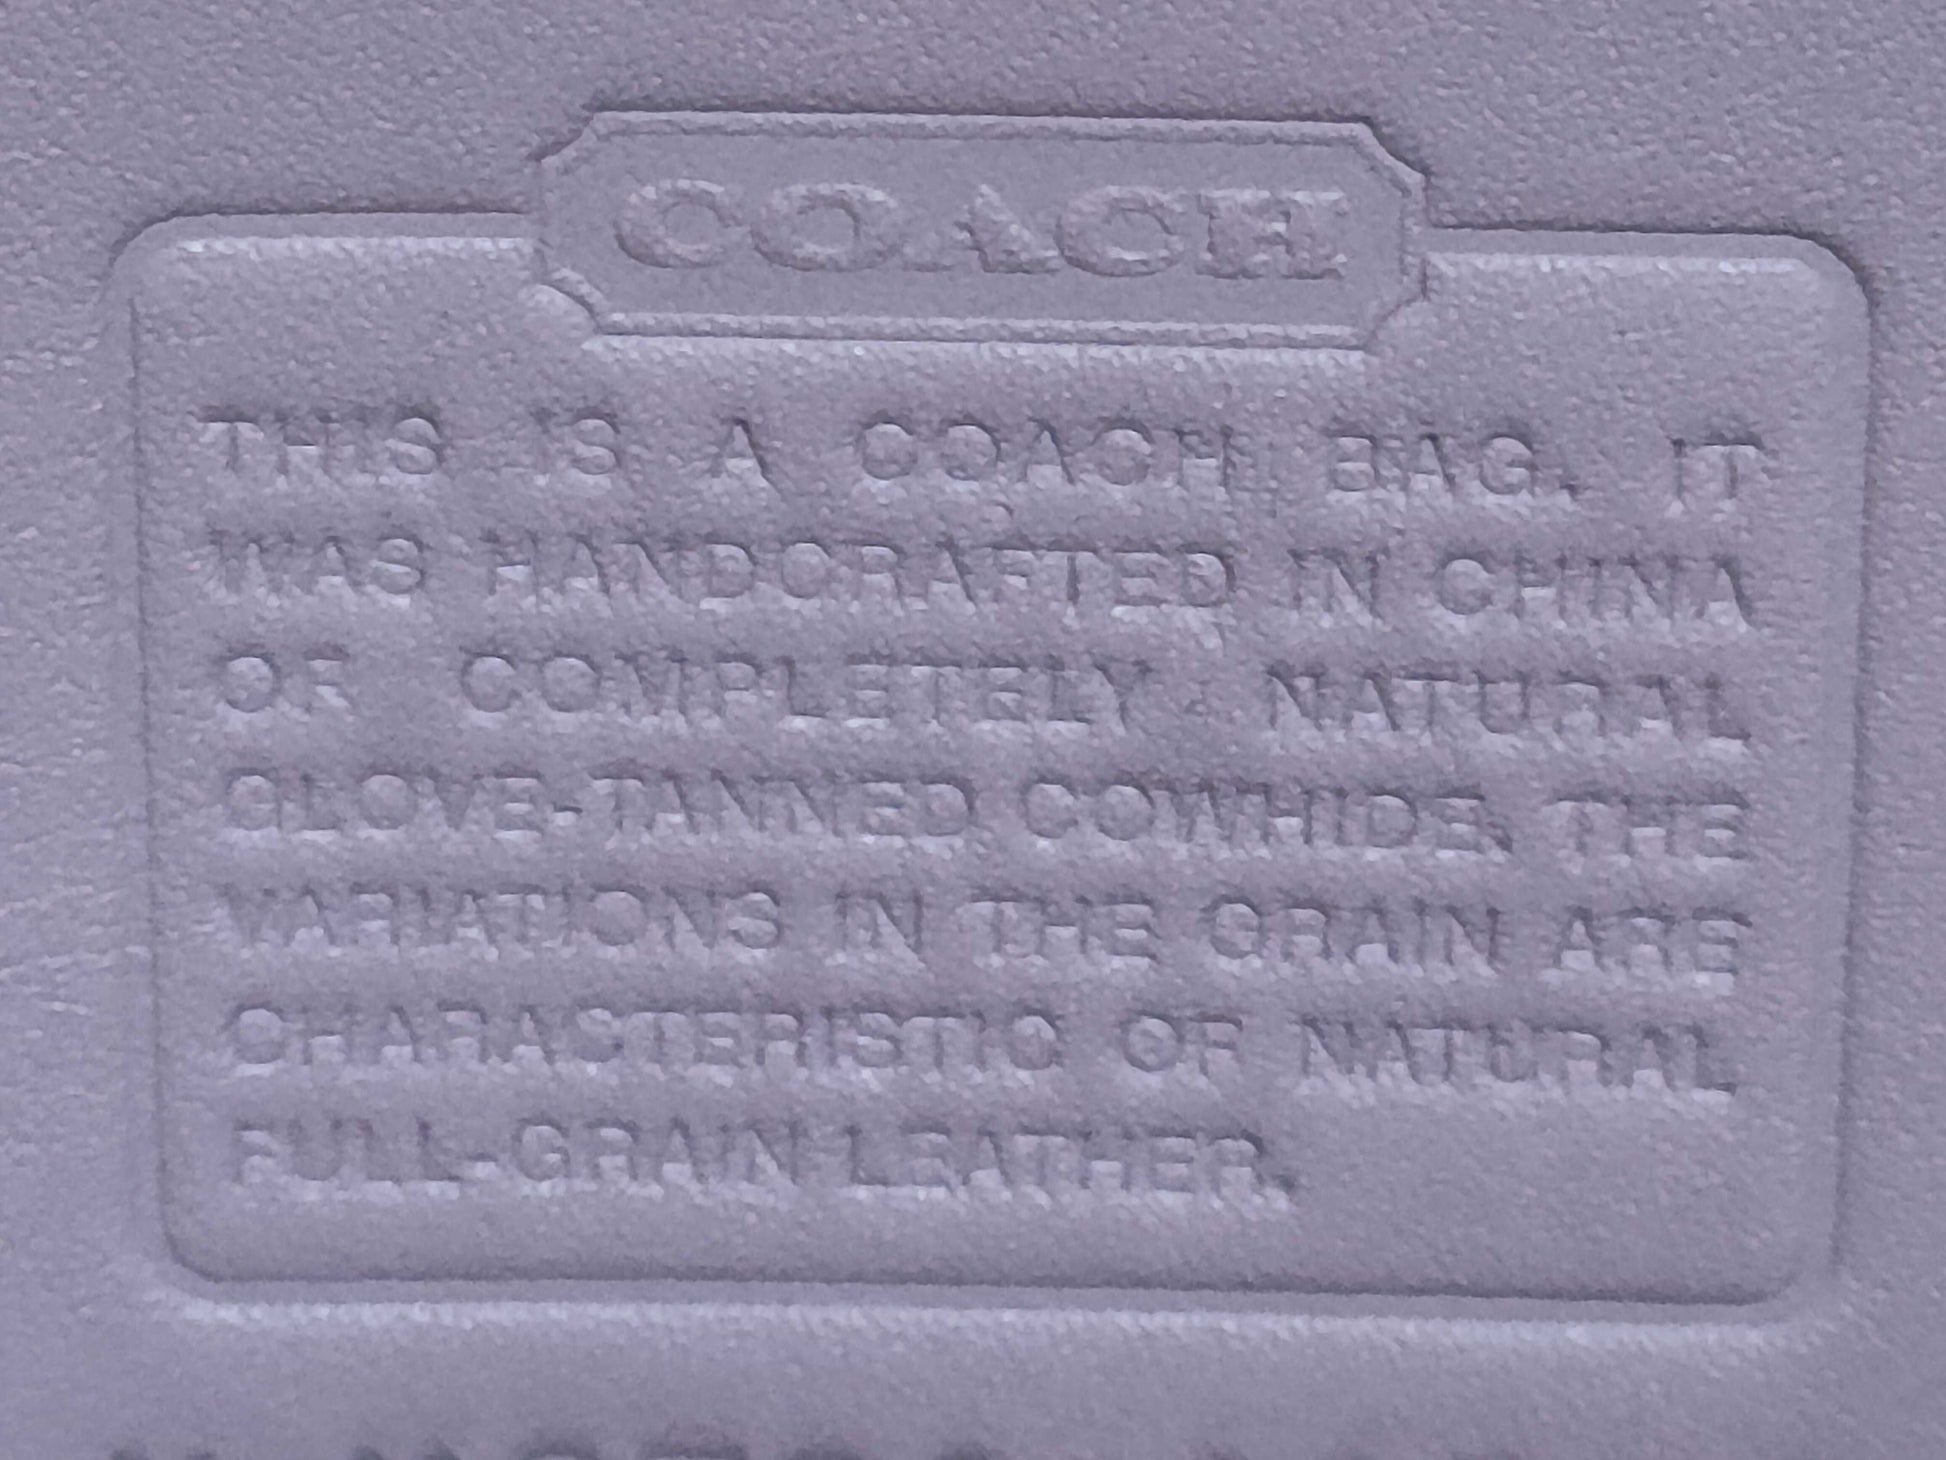 COACH
THIS IS A COACH BAG. IT
WAS HANDCRAFTED IN CHINA
OF COMPLETELY NATURAL
GLOVE-TANNED COWHIDE. THE
VARIATIONS IN THE GRAIN ARE
CHARACTERISTIC OF NATURAL
FULL-GRAIN LEATHER.